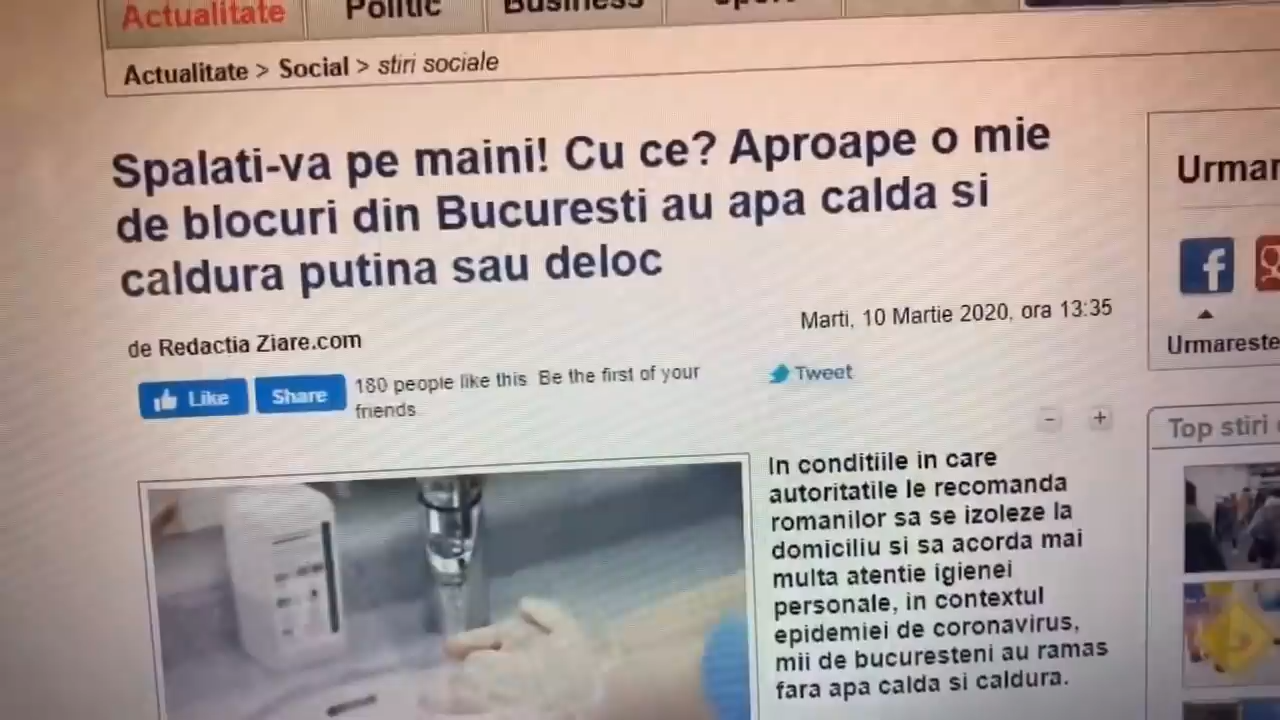 Actualitate Politic Business Sport
Actualitate > Social > stiri sociale
Spalati-va pe maini! Cu ce? Aproape o mie
de blocuri din Bucuresti au apa calda si
caldura putina sau deloc
de Redactia Ziare.com
Marti, 10 Martie 2020, ora 13:35
Like Share 180 people like this. Be the first of your
friends.
Tweet
- +
In conditiile in care
autoritatile le recomanda
romanilor sa se izoleze la
domiciliu si sa acorda mai
multa atentie igienei
personale, in contextul
epidemiei de coronavirus,
mii de bucuresteni au ramas
fara apa calda si caldura.
Urmar
f
Urmareste
Top stiri